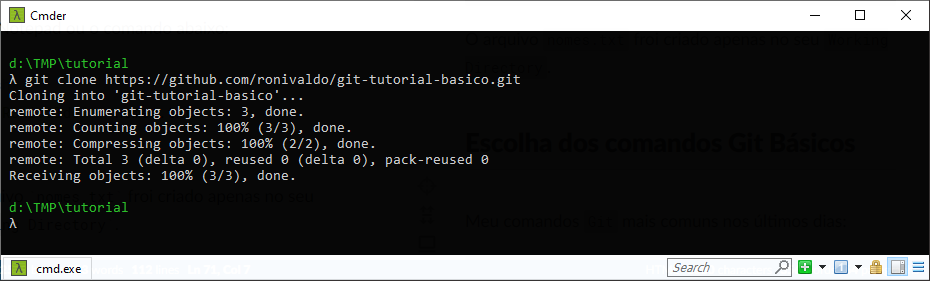 Cmder
d:\TMP\tutorial
λ git clone https://github.com/ronivaldo/git-tutorial-basico.git
Cloning into 'git-tutorial-basico'...
remote: Enumerating objects: 3, done.
remote: Counting objects: 100% (3/3), done.
remote: Compressing objects: 100% (2/2), done.
remote: Total 3 (delta 0), reused 0 (delta 0), pack-reused 0
Receiving objects: 100% (3/3), done.
Escolha dos comandos Git Básicos
d:\TMP\tutorial
λ
cmd.exe
Search